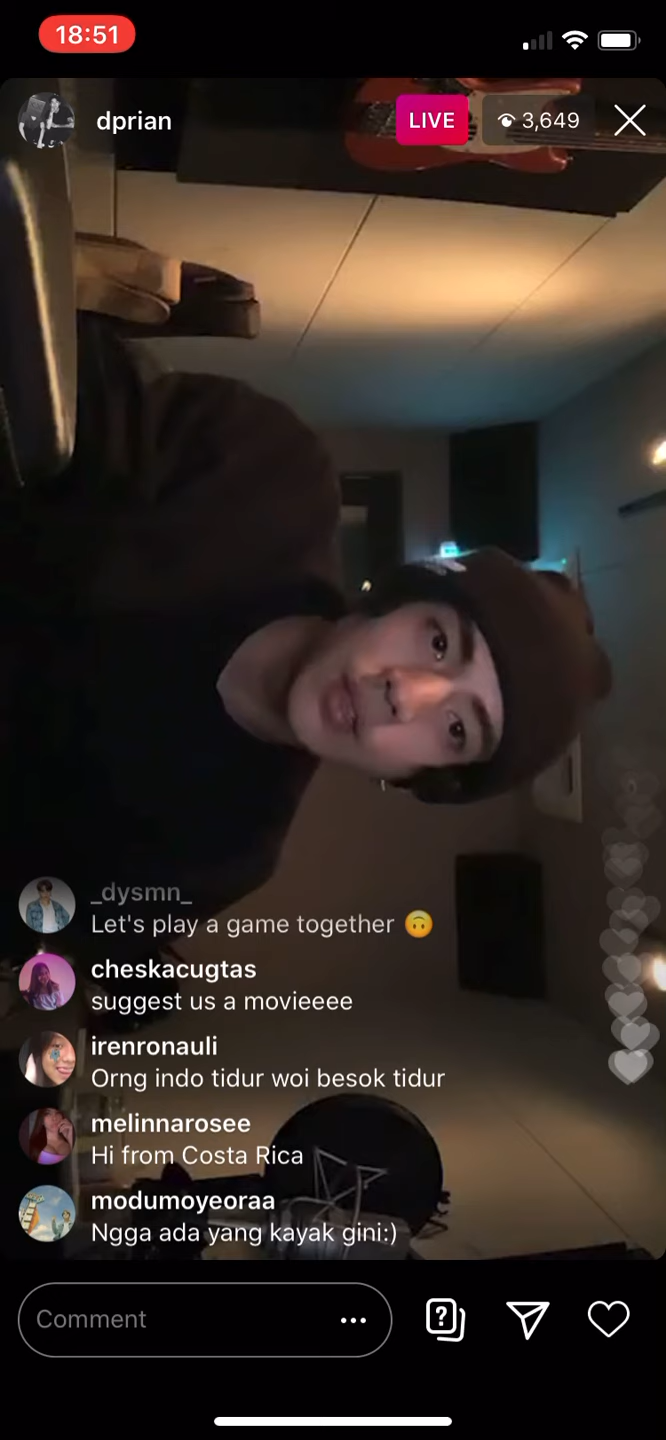 18:51
dprian
LIVE
3,649
_dysmn_
Let's play a game together 🙃
cheskacugtas
suggest us a movieeee
irenronauli
Orng indo tidur woi besok tidur
melinnarosee
Hi from Costa Rica
modumoyeoraa
Ngga ada yang kayak gini:)
Comment